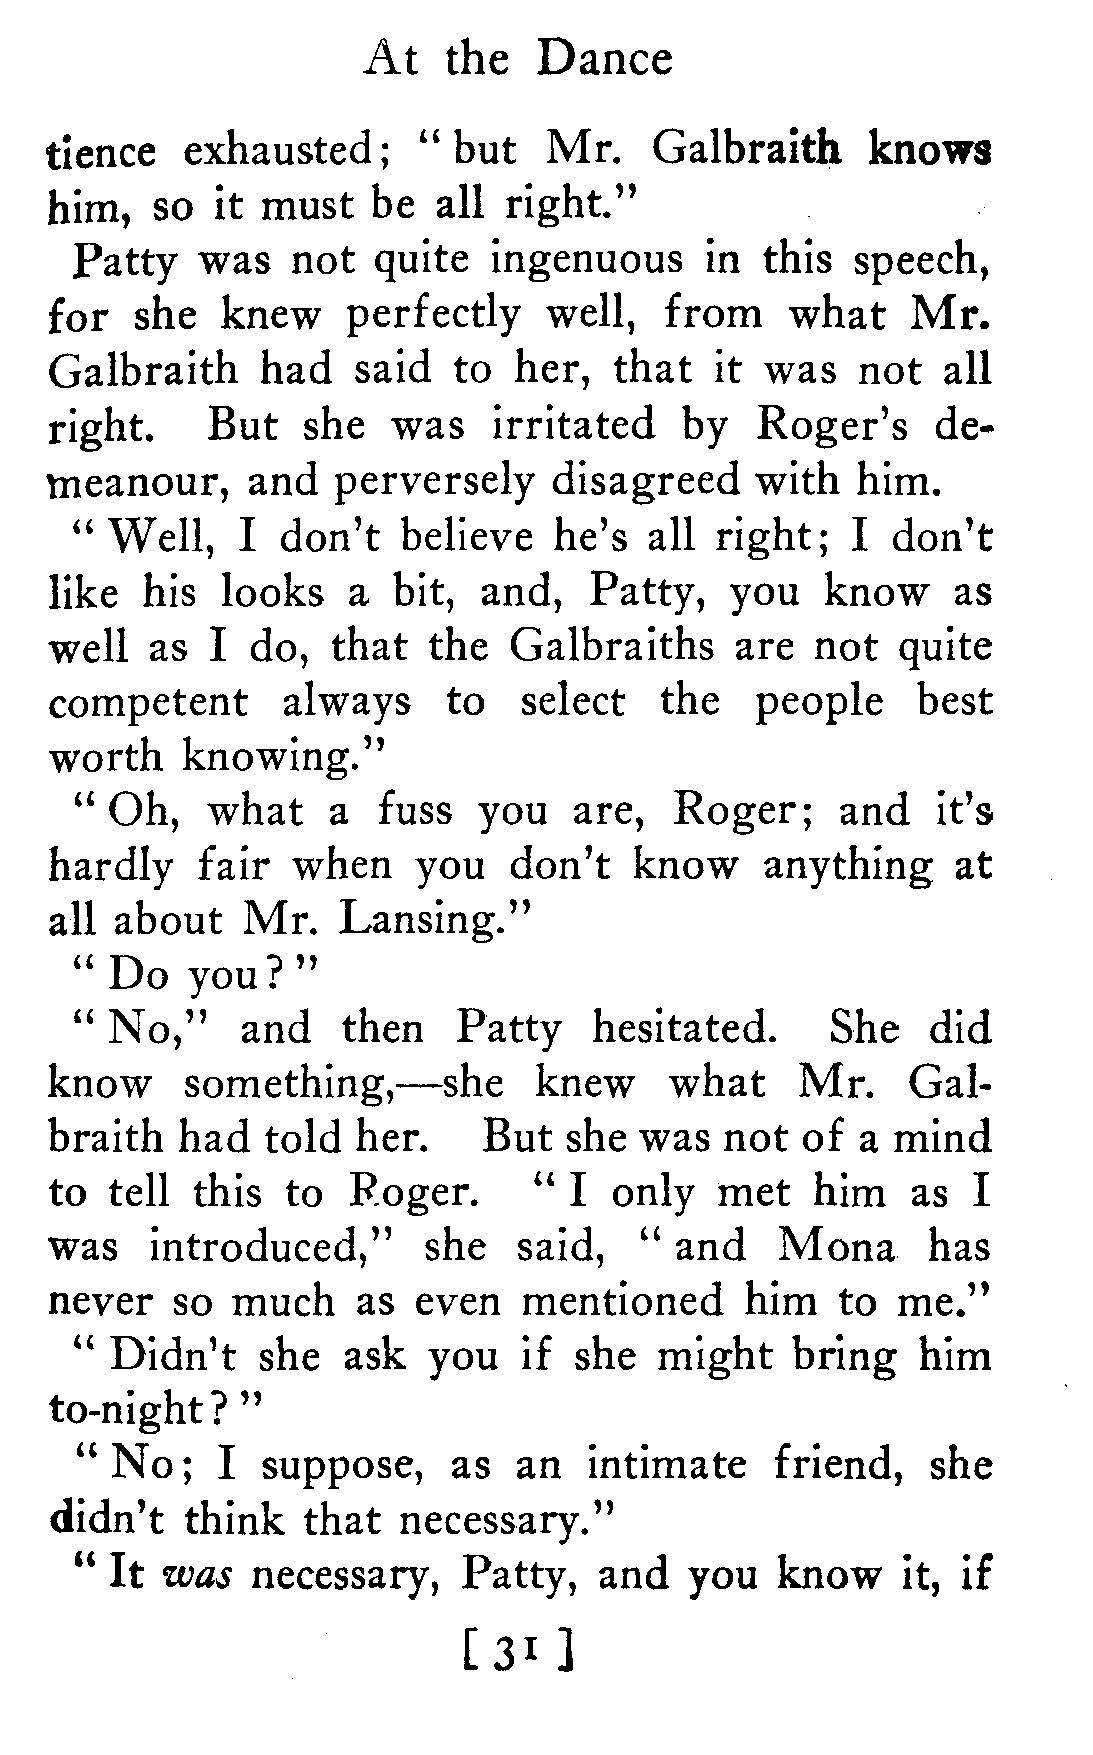 At the Dance
tience exhausted; “ but Mr. Galbraith knows
him, so it must be all right.”
Patty was not quite ingenuous in this speech,
for she knew perfectly well, from what Mr.
Galbraith had said to her, that it was not all
right. But she was irritated by Roger’s de-
meanour, and perversely disagreed with him.
“ Well, I don’t believe he’s all right; I don’t
like his looks a bit, and, Patty, you know as
well as I do, that the Galbraiths are not quite
competent always to select the people best
worth knowing.”
“ Oh, what a fuss you are, Roger; and it’s
hardly fair when you don’t know anything at
all about Mr. Lansing.”
“ Do you? ”
“ No,” and then Patty hesitated. She did
know something,—she knew what Mr. Gal-
braith had told her. But she was not of a mind
to tell this to Roger. “ I only met him as I
was introduced,” she said, “ and Mona has
never so much as even mentioned him to me.”
“ Didn’t she ask you if she might bring him
to-night? ”
“ No; I suppose, as an intimate friend, she
didn’t think that necessary.”
“ It was necessary, Patty, and you know it, if
[ 31 ]